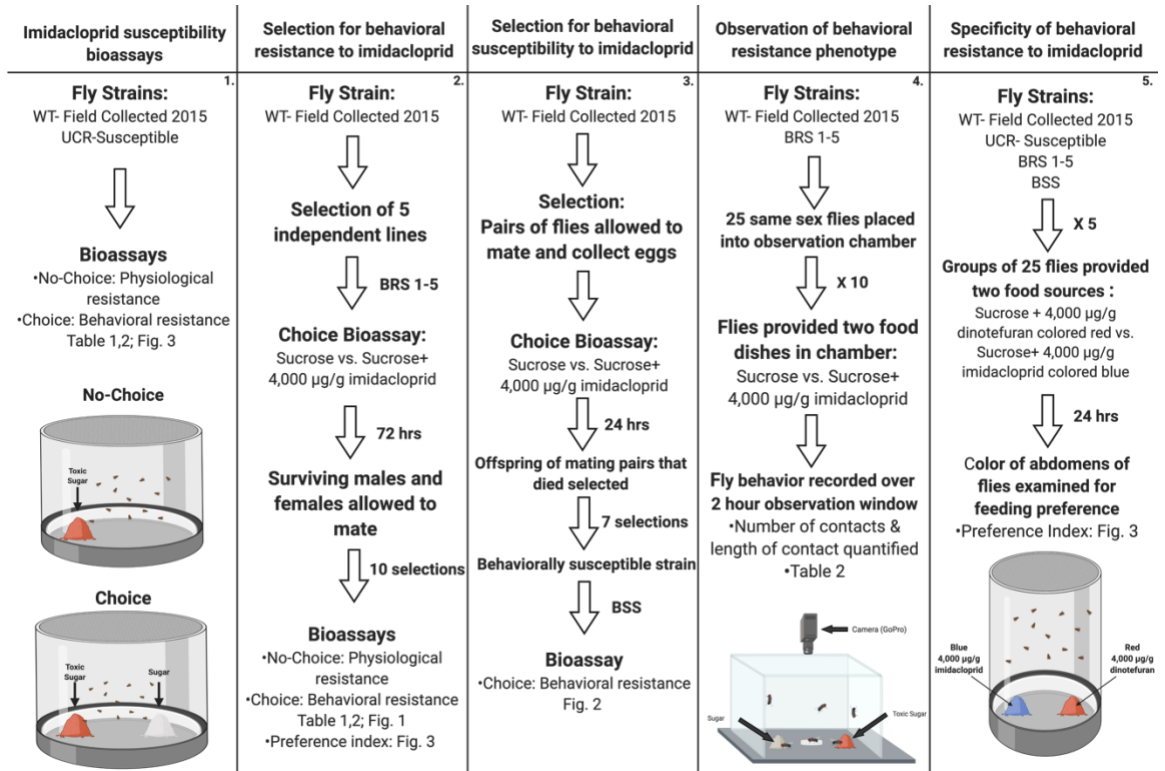 Imidacloprid susceptibility
bioassays
1.
Fly Strains:
WT- Field Collected 2015
UCR-Susceptible
Bioassays
•No-Choice: Physiological
resistance
•Choice: Behavioral resistance
Table 1,2; Fig. 3
No-Choice
Toxic
Sugar
Choice
Toxic
Sugar
Sugar
Selection for behavioral
resistance to imidacloprid
2.
Fly Strain:
WT- Field Collected 2015
Selection of 5
independent lines
BRS 1-5
Choice Bioassay:
Sucrose vs. Sucrose+
4,000 µg/g imidacloprid
72 hrs
Surviving males and
females allowed to
mate
10 selections
Bioassays
•No-Choice: Physiological
resistance
•Choice: Behavioral resistance
Table 1,2; Fig. 1
•Preference index: Fig. 3
Selection for behavioral
susceptibility to imidacloprid
3.
Fly Strain:
WT- Field Collected 2015
Selection:
Pairs of flies allowed to
mate and collect eggs
Choice Bioassay:
Sucrose vs. Sucrose+
4,000 µg/g imidacloprid
24 hrs
Offspring of mating pairs that
died selected
7 selections
Behaviorally susceptible strain
BSS
Bioassay
•Choice: Behavioral resistance
Fig. 2
Observation of behavioral
resistance phenotype
4.
Fly Strains:
WT- Field Collected 2015
BRS 1-5
25 same sex flies placed
into observation chamber
X 10
Flies provided two food
dishes in chamber:
Sucrose vs. Sucrose+
4,000 µg/g imidacloprid
Fly behavior recorded over
2 hour observation window
•Number of contacts &
length of contact quantified
•Table 2
Camera (GoPro)
Sugar
Toxic Sugar
Specificity of behavioral
resistance to imidacloprid
5.
Fly Strains:
WT- Field Collected 2015
UCR- Susceptible
BRS 1-5
BSS
X 5
Groups of 25 flies provided
two food sources :
Sucrose + 4,000 µg/g
dinotefuran colored red vs.
Sucrose+ 4,000 µg/g
imidacloprid colored blue
24 hrs
Color of abdomens of
flies examined for
feeding preference
•Preference Index: Fig. 3
Blue
4,000 µg/g
imidacloprid
Red
4,000 µg/g
dinotefuran